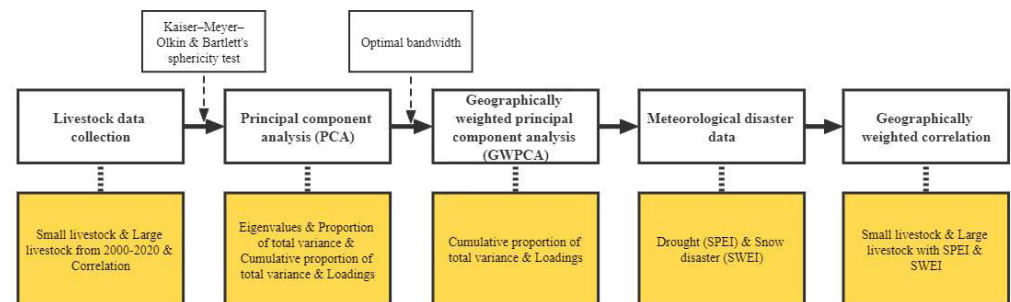 Kaiser–Meyer–
Olkin & Bartlett's
sphericity test
Optimal bandwidth
Livestock data
collection
Principal component
analysis (PCA)
Geographically
weighted principal
component analysis
(GWPCA)
Meteorological disaster
data
Geographically
weighted correlation
Small livestock & Large
livestock from 2000-2020 &
Correlation
Eigenvalues & Proportion
of total variance &
Cumulative proportion of
total variance & Loadings
Cumulative proportion of
total variance & Loadings
Drought (SPEI) & Snow
disaster (SWEI)
Small livestock & Large
livestock with SPEI &
SWEI